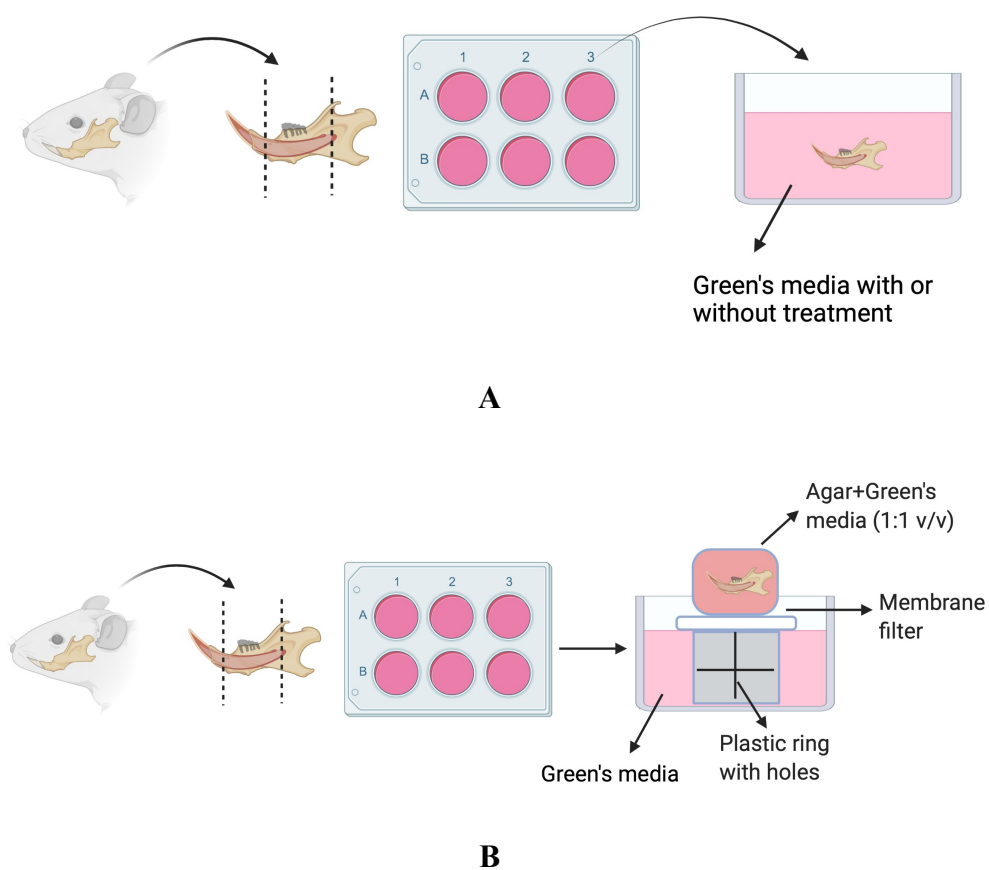 1 2 3
A
B
Green's media with or
without treatment
A
Agar+Green's
media (1:1 v/v)
1 2 3
A
B
Membrane
filter
Plastic ring
with holes
Green's media
B